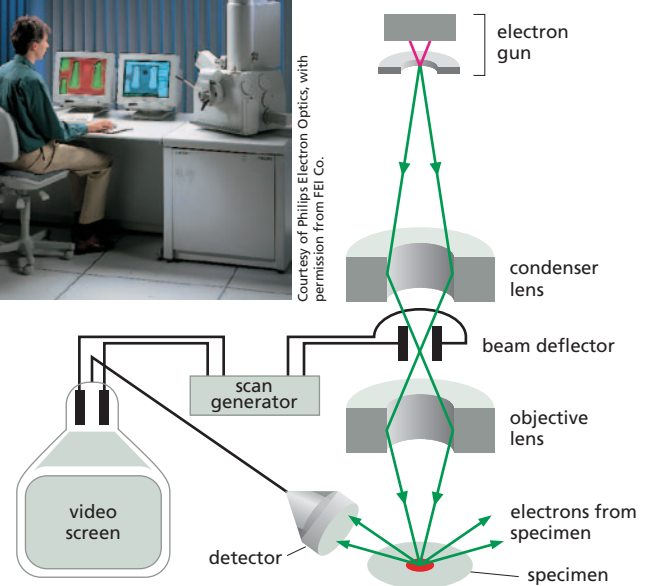 electron
gun
Courtesy of Philips Electron Optics, with
permission from FEI Co.
condenser
lens
beam deflector
scan
generator
objective
lens
video
screen
electrons from
specimen
detector
specimen